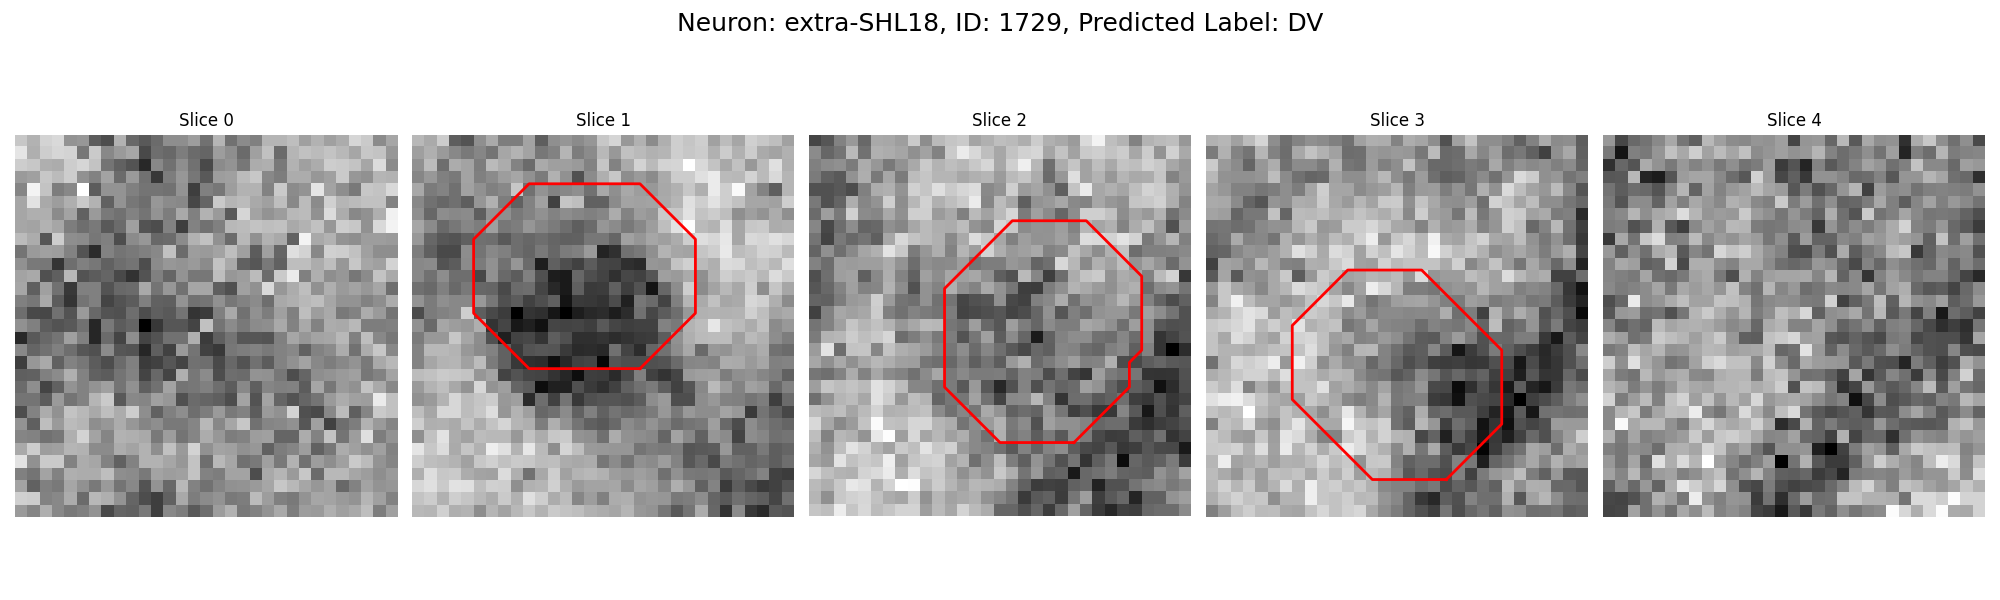 Neuron: extra-SHL18, ID: 1729, Predicted Label: DV
Slice 0
Slice 1
Slice 2
Slice 3
Slice 4